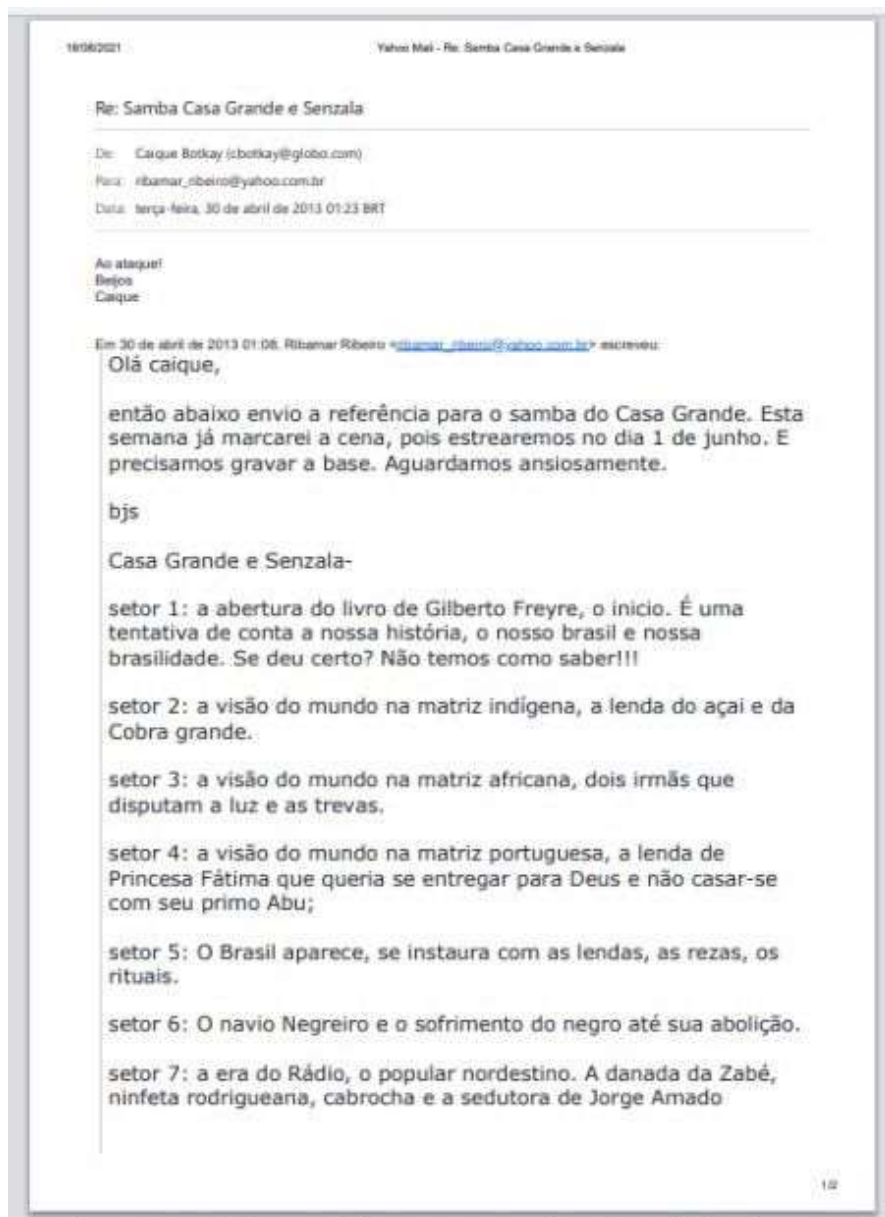 18/08/2021
Yahoo Mail - Re: Samba Casa Grande e Senzala
Re: Samba Casa Grande e Senzala
De: Caique Botkay (cbotkay@globo.com)
Para: ribamar_ribeiro@yahoo.com.br
Data: terça-feira, 30 de abril de 2013 01:23 BRT
Ao ataque!
Beijos
Caique
Em 30 de abril de 2013 01:08, Ribamar Ribeiro <ribamar_ribeiro@yahoo.com.br> escreveu:
Olá caique,
então abaixo envio a referência para o samba do Casa Grande. Esta
semana já marcarei a cena, pois estrearemos no dia 1 de junho. E
precisamos gravar a base. Aguardamos ansiosamente.
bjs
Casa Grande e Senzala-
setor 1: a abertura do livro de Gilberto Freyre, o inicio. É uma
tentativa de conta a nossa história, o nosso brasil e nossa
brasilidade. Se deu certo? Não temos como saber!!!
setor 2: a visão do mundo na matriz indígena, a lenda do açai e da
Cobra grande.
setor 3: a visão do mundo na matriz africana, dois irmãs que
disputam a luz e as trevas.
setor 4: a visão do mundo na matriz portuguesa, a lenda de
Princesa Fátima que queria se entregar para Deus e não casar-se
com seu primo Abu;
setor 5: O Brasil aparece, se instaura com as lendas, as rezas, os
rituais.
setor 6: O navio Negreiro e o sofrimento do negro até sua abolição.
setor 7: a era do Rádio, o popular nordestino. A danada da Zabé,
ninfeta rodrigueana, cabrocha e a sedutora de Jorge Amado
1/2